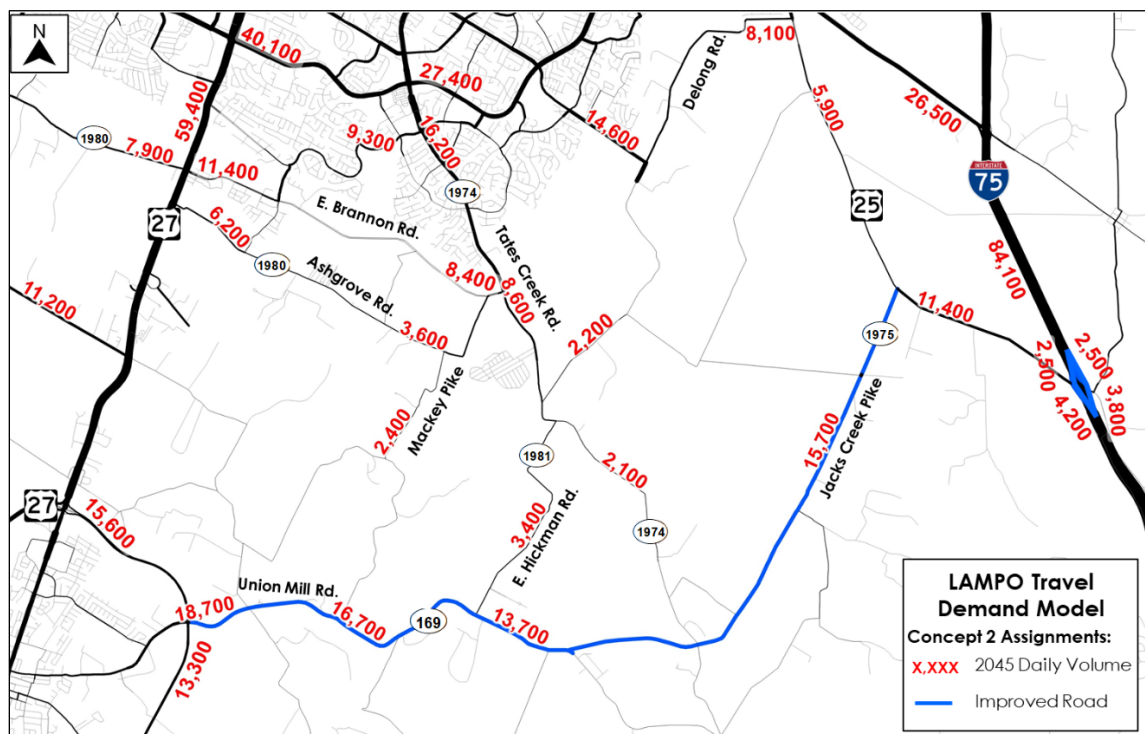 N
40,100
27,400
8,100
Delong Rd.
59,400
5,900
26,500
14,600
9,300
16,200
1980
7,900
11,400
1974
INTERSTATE
75
27
25
E. Brannon Rd.
6,200
1980
Ashgrove Rd.
Tates Creek Rd.
84,100
8,400
8,600
11,200
3,600
2,200
11,400
1975
2,500
2,500
3,800
4,200
Mackey Pike
2,400
15,700
Jacks Creek Pike
1981
2,100
27
15,600
3,400
E. Hickman Rd.
1974
Union Mill Rd.
18,700
16,700
169
13,700
13,300
LAMPO Travel
Demand Model
Concept 2 Assignments:
X,XXX 2045 Daily Volume
Improved Road